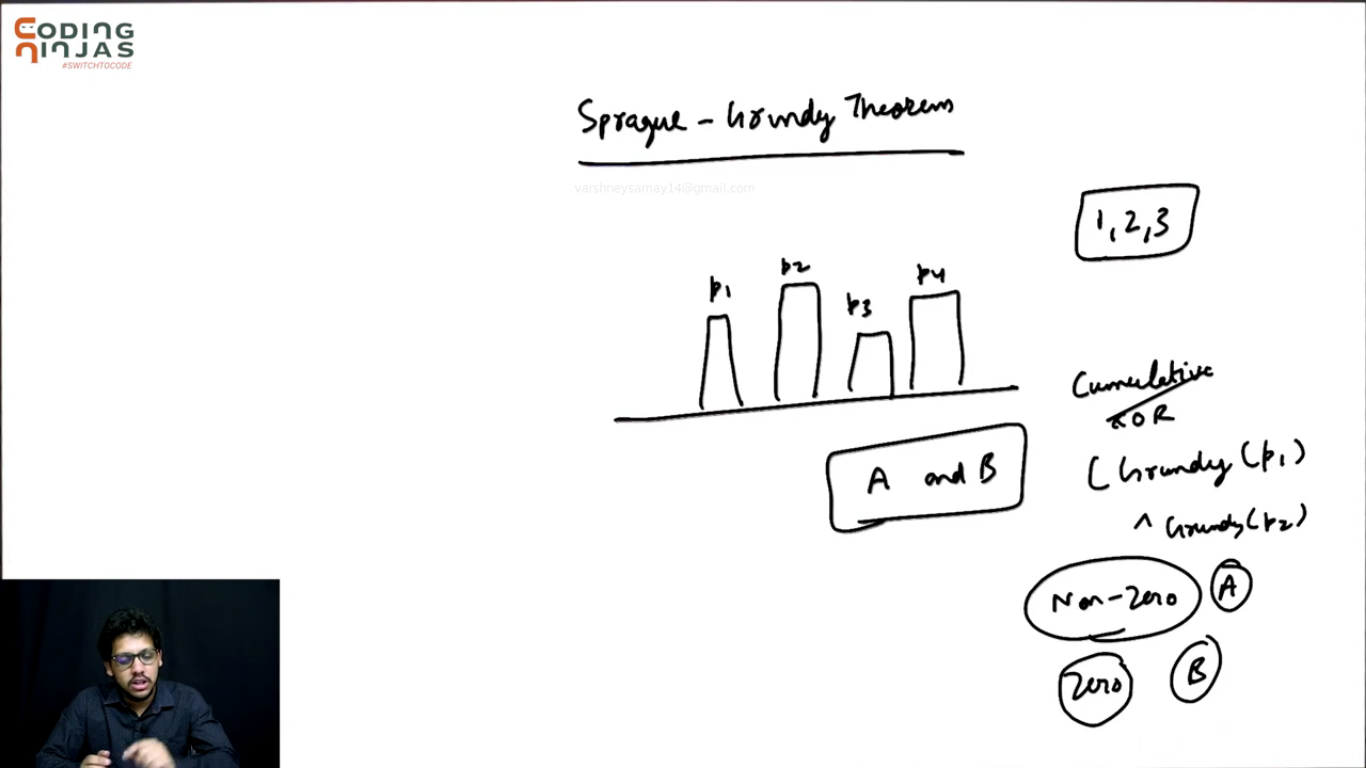 CODING
NINJAS
#SWITCHTOCODE
Sprague - Grundy Theorem
varshneysamay14@gmail.com
1, 2, 3
p1
p2
p3
p4
Cumulative
XOR
A and B
( Grundy (p1)
^ Grundy (p2)
Non-Zero
A
Zero
B